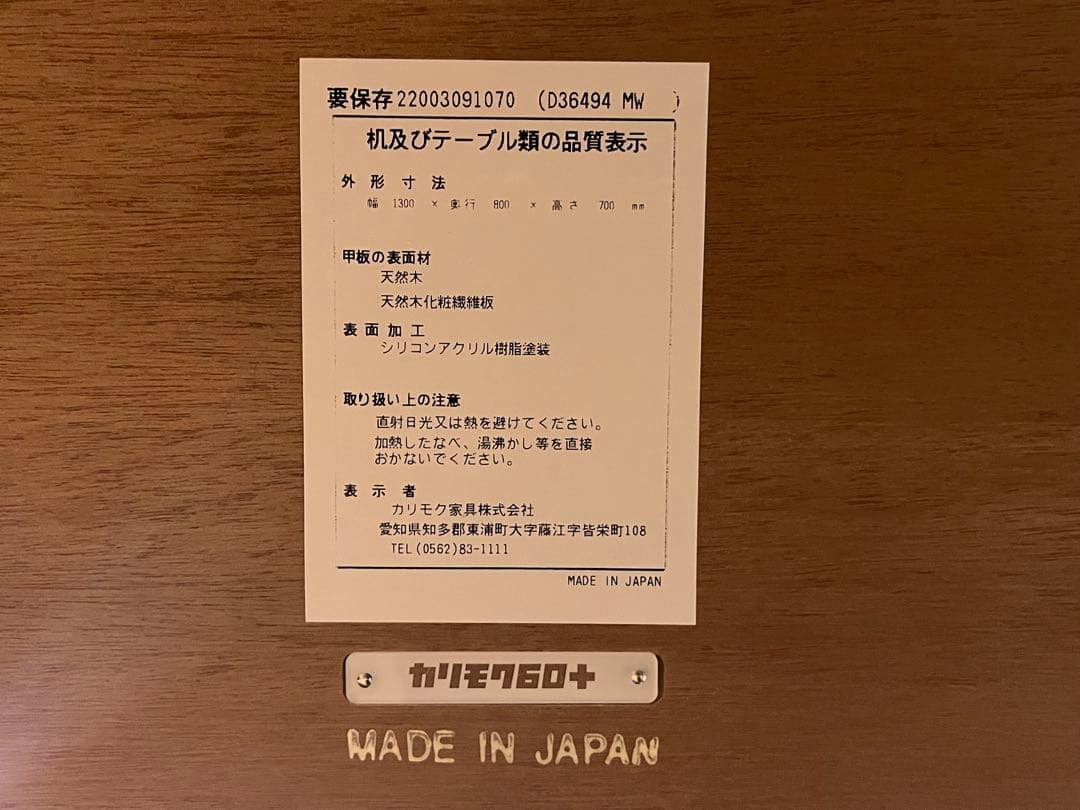 要保存22003091070 (D36494 MW )
机及びテーブル類の品質表示
外形寸法
幅 1300 × 奥行 800 × 高さ 700 mm
甲板の表面材
天然木
天然木化粧繊維板
表面加工
シリコンアクリル樹脂塗装
取り扱い上の注意
直射日光又は熱を避けてください。
加熱したなべ、湯沸かし等を直接
おかないでください。
表示者
カリモク家具株式会社
愛知県知多郡東浦町大字藤江字皆栄町108
TEL(0562)83-1111
MADE IN JAPAN
カリモク60+
MADE IN JAPAN